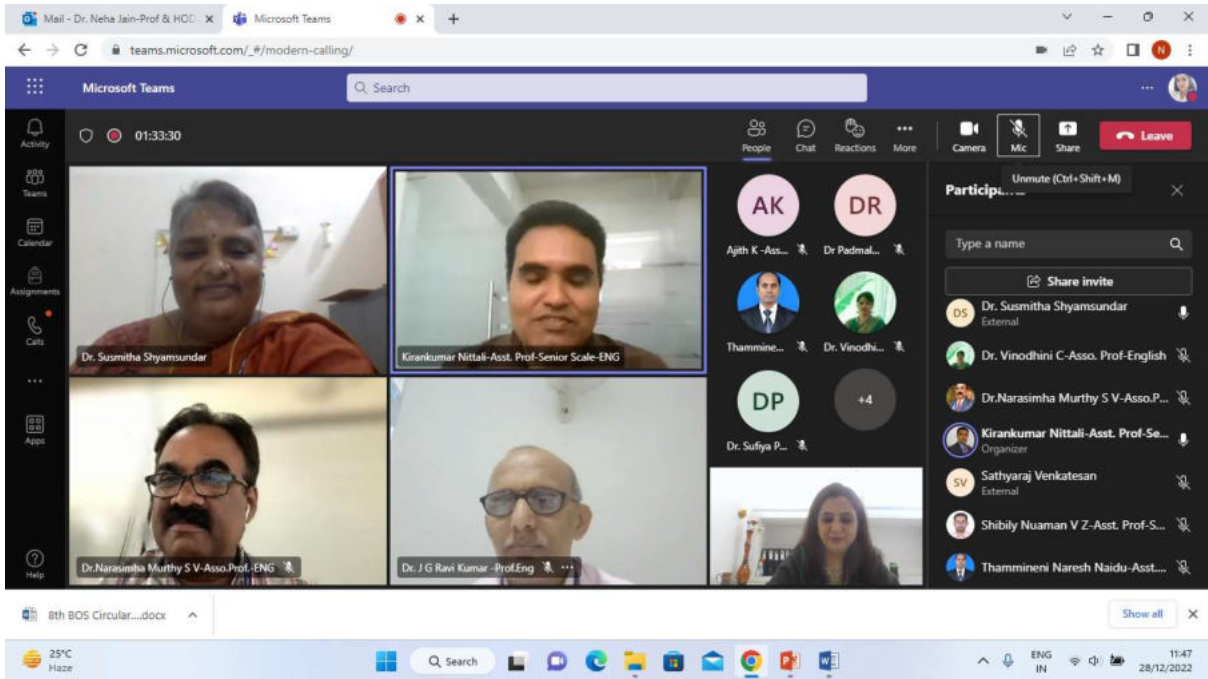 Mail - Dr. Neha Jain-Prof & HOD
Microsoft Teams
teams.microsoft.com/_#/modern-calling/
N
Microsoft Teams
Search
Activity
Teams
Calendar
Assignments
Calls
Apps
Help
01:33:30
People
Chat
Reactions
More
Camera
Mic
Share
Leave
Unmute (Ctrl+Shift+M)
Dr. Susmitha Shyamsundar
Kirankumar Nittali-Asst. Prof-Senior Scale-ENG
Dr.Narasimha Murthy S V-Asso.Prof.-ENG
Dr. J G Ravi Kumar -Prof.Eng
AK
Ajith K -Ass...
DR
Dr Padmal...
Thammine...
Dr. Vinodhi...
DP
Dr. Sufiya P...
+4
Type a name
Share invite
DS
Dr. Susmitha Shyamsundar
External
Dr. Vinodhini C-Asso. Prof-English
Dr.Narasimha Murthy S V-Asso.P...
Kirankumar Nittali-Asst. Prof-Se...
Organizer
SV
Sathyaraj Venkatesan
External
Shibily Nuaman V Z-Asst. Prof-S...
Thammineni Naresh Naidu-Asst....
8th BOS Circular....docx
Show all
25°C
Haze
Search
ENG
IN
11:47
28/12/2022